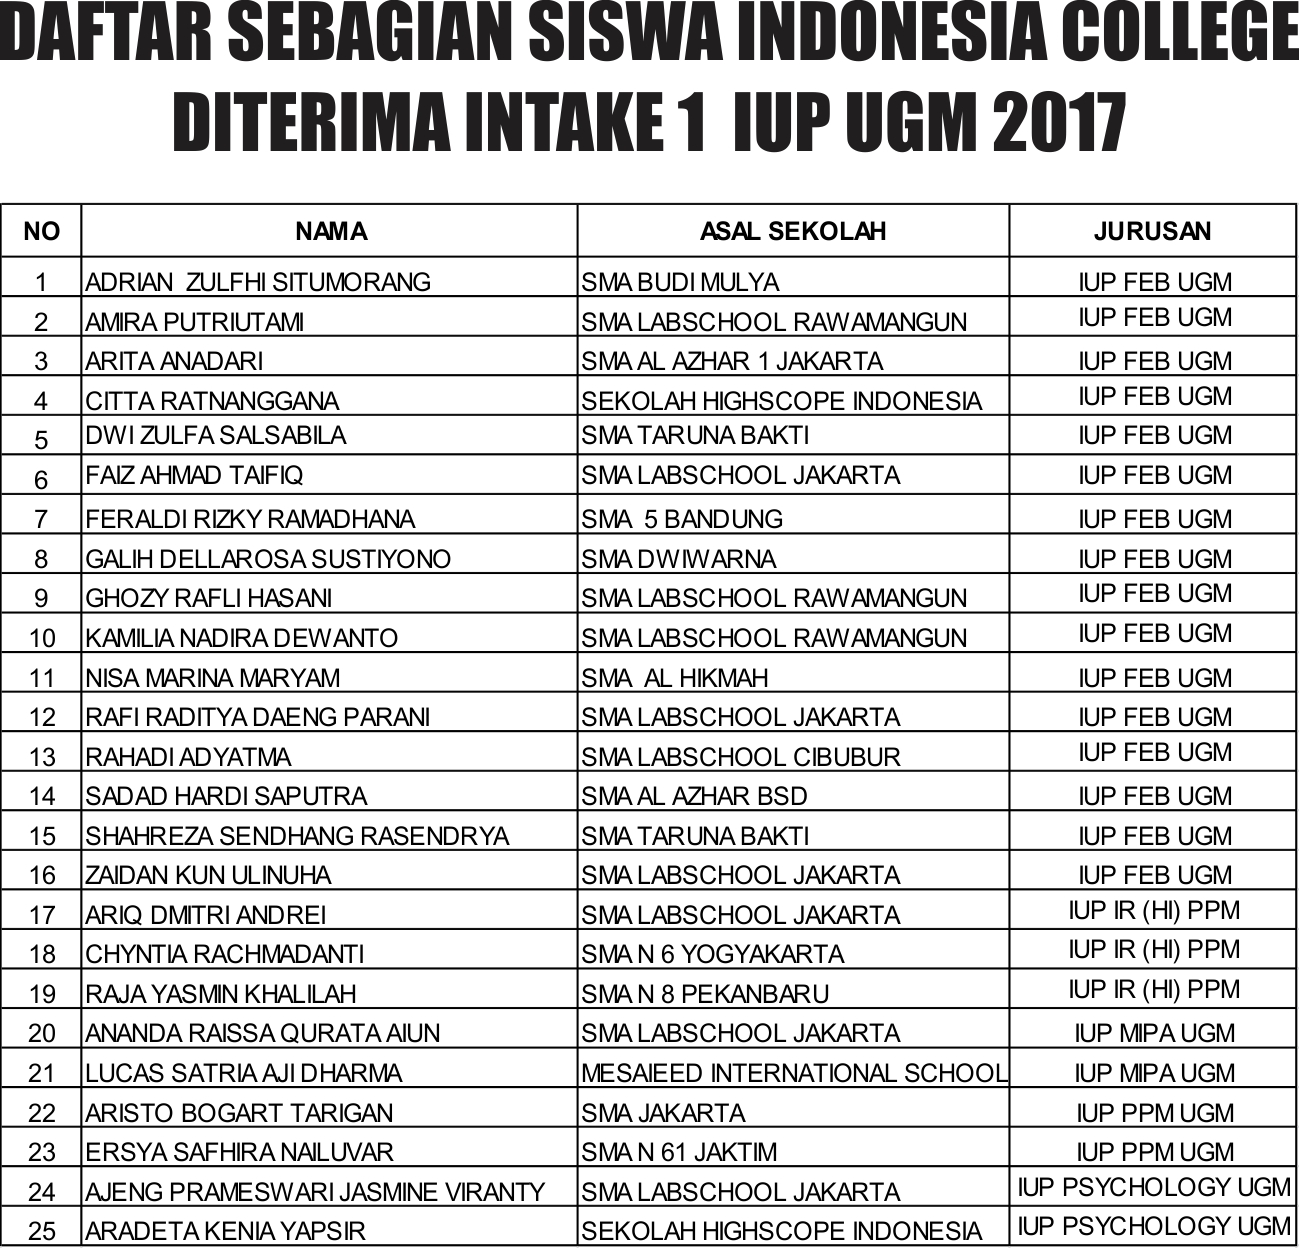 DAFTAR SEBAGIAN SISWA INDONESIA COLLEGE
DITERIMA INTAKE 1 IUP UGM 2017
NO NAMA ASAL SEKOLAH JURUSAN
1 ADRIAN ZULFHI SITUMORANG SMA BUDI MULYA IUP FEB UGM
2 AMIRA PUTRIUTAMI SMA LABSCHOOL RAWAMANGUN IUP FEB UGM
3 ARITA ANADARI SMA AL AZHAR 1 JAKARTA IUP FEB UGM
4 CITTA RATNANGGANA SEKOLAH HIGHSCOPE INDONESIA IUP FEB UGM
5 DWI ZULFA SALSABILA SMA TARUNA BAKTI IUP FEB UGM
6 FAIZ AHMAD TAIFIQ SMA LABSCHOOL JAKARTA IUP FEB UGM
7 FERALDI RIZKY RAMADHANA SMA 5 BANDUNG IUP FEB UGM
8 GALIH DELLAROSA SUSTIYONO SMA DWIWARNA IUP FEB UGM
9 GHOZY RAFLI HASANI SMA LABSCHOOL RAWAMANGUN IUP FEB UGM
10 KAMILIA NADIRA DEWANTO SMA LABSCHOOL RAWAMANGUN IUP FEB UGM
11 NISA MARINA MARYAM SMA AL HIKMAH IUP FEB UGM
12 RAFI RADITYA DAENG PARANI SMA LABSCHOOL JAKARTA IUP FEB UGM
13 RAHADI ADYATMA SMA LABSCHOOL CIBUBUR IUP FEB UGM
14 SADAD HARDI SAPUTRA SMA AL AZHAR BSD IUP FEB UGM
15 SHAHREZA SENDHANG RASENDRYA SMA TARUNA BAKTI IUP FEB UGM
16 ZAIDAN KUN ULINUHA SMA LABSCHOOL JAKARTA IUP FEB UGM
17 ARIQ DMITRI ANDREI SMA LABSCHOOL JAKARTA IUP IR (HI) PPM
18 CHYNTIA RACHMADANTI SMA N 6 YOGYAKARTA IUP IR (HI) PPM
19 RAJA YASMIN KHALILAH SMA N 8 PEKANBARU IUP IR (HI) PPM
20 ANANDA RAISSA QURATA AIUN SMA LABSCHOOL JAKARTA IUP MIPA UGM
21 LUCAS SATRIA AJI DHARMA MESAIEED INTERNATIONAL SCHOOL IUP MIPA UGM
22 ARISTO BOGART TARIGAN SMA JAKARTA IUP PPM UGM
23 ERSYA SAFHIRA NAILUVAR SMA N 61 JAKTIM IUP PPM UGM
24 AJENG PRAMESWARI JASMINE VIRANTY SMA LABSCHOOL JAKARTA IUP PSYCHOLOGY UGM
25 ARADETA KENIA YAPSIR SEKOLAH HIGHSCOPE INDONESIA IUP PSYCHOLOGY UGM